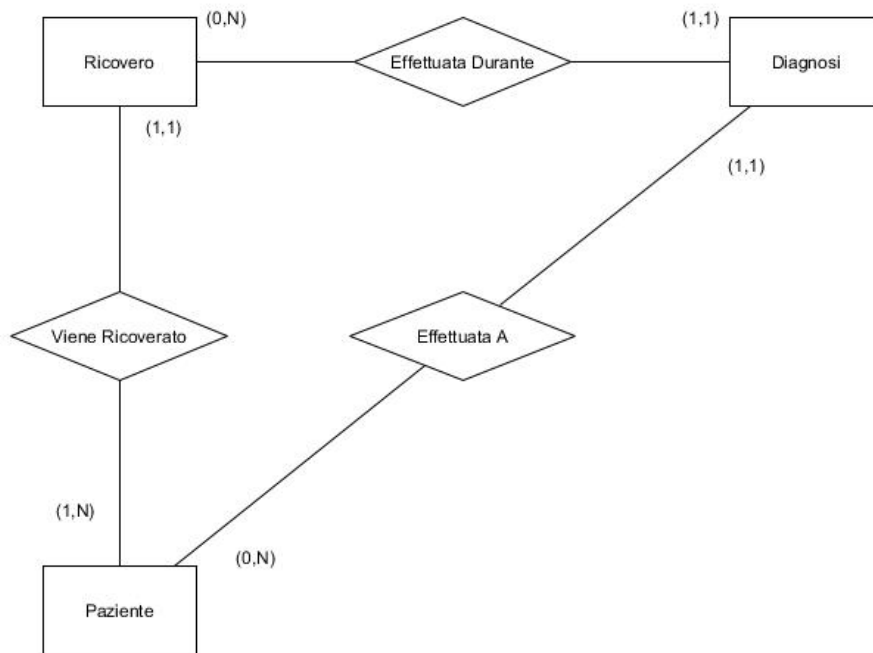 (0,N)
(1,1)
Ricovero
Effettuata Durante
Diagnosi
(1,1)
(1,1)
Viene Ricoverato
Effettuata A
(1,N)
(0,N)
Paziente